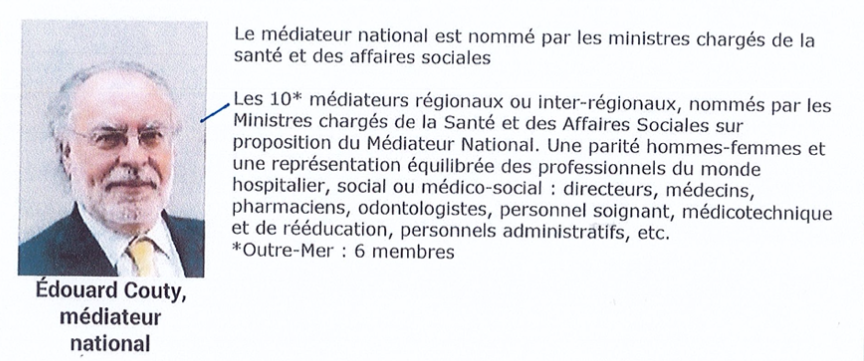 Le médiateur national est nommé par les ministres chargés de la
santé et des affaires sociales
Les 10* médiateurs régionaux ou inter-régionaux, nommés par les
Ministres chargés de la Santé et des Affaires Sociales sur
proposition du Médiateur National. Une parité hommes-femmes et
une représentation équilibrée des professionnels du monde
hospitalier, social ou médico-social : directeurs, médecins,
pharmaciens, odontologistes, personnel soignant, médicotechnique
et de rééducation, personnels administratifs, etc.
*Outre-Mer : 6 membres
Édouard Couty,
médiateur
national